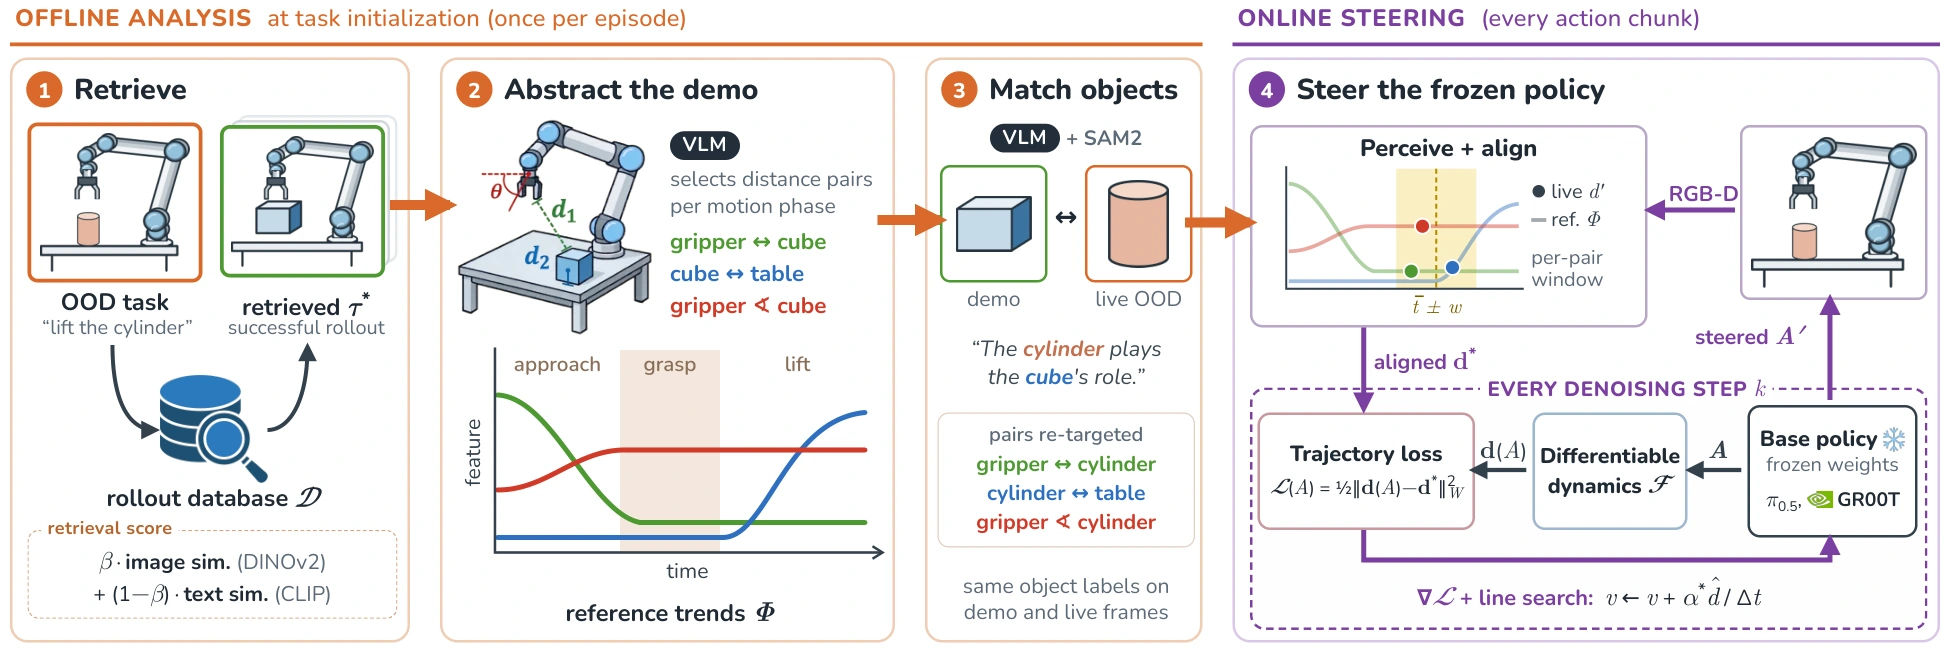 OFFLINE ANALYSIS at task initialization (once per episode)
ONLINE STEERING (every action chunk)
1 Retrieve
OOD task
“lift the cylinder”
retrieved τ*
successful rollout
rollout database 𝒟
retrieval score
β · image sim. (DINOv2)
+ (1−β) · text sim. (CLIP)
2 Abstract the demo
θ
d₁
d₂
VLM
selects distance pairs
per motion phase
gripper ↔ cube
cube ↔ table
gripper ∢ cube
approach grasp lift
feature
time
reference trends Φ
3 Match objects
VLM + SAM2
↔
demo live OOD
“The cylinder plays
the cube's role.”
pairs re-targeted
gripper ↔ cylinder
cylinder ↔ table
gripper ∢ cylinder
same object labels on
demo and live frames
4 Steer the frozen policy
Perceive + align
live d′
ref. Φ
per-pair
window
t̄ ± w
RGB-D
aligned d*
steered A′
EVERY DENOISING STEP k
Trajectory loss
ℒ(A) = ½‖d(A)−d*‖²_W
d(A)
Differentiable
dynamics ℱ
A
Base policy ❄
frozen weights
π₀.₅, GR00T
∇ℒ + line search: v ← v + α* d̂ / Δt